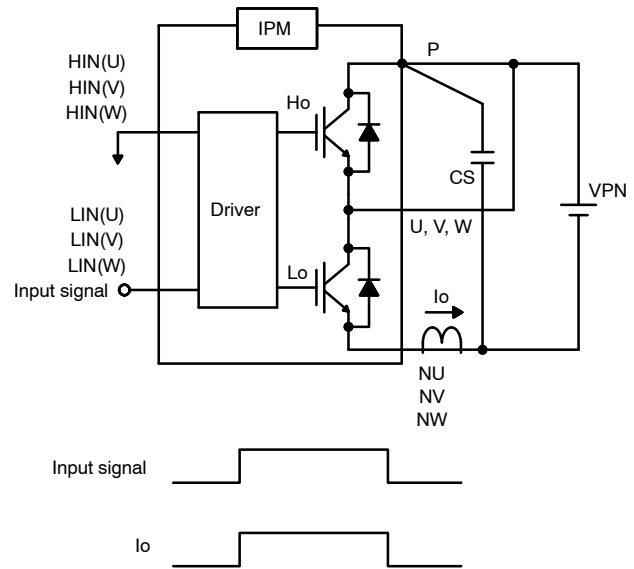 IPM
P
HIN(U)
HIN(V)
HIN(W)
Ho
CS
VPN
Driver
LIN(U)
LIN(V)
LIN(W)
Input signal
U, V, W
Lo
Io
NU
NV
NW
Input signal
Io